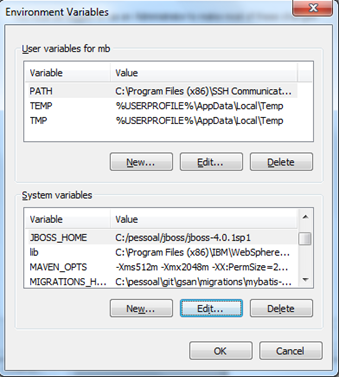 Environment Variables
User variables for mb
Variable Value
PATH C:\Program Files (x86)\SSH Communicat...
TEMP %USERPROFILE%\AppData\Local\Temp
TMP %USERPROFILE%\AppData\Local\Temp
New... Edit... Delete
System variables
Variable Value
JBOSS_HOME C:/pessoal/jboss/jboss-4.0.1sp1
lib C:\Program Files (x86)\IBM\WebSphere...
MAVEN_OPTS -Xms512m -Xmx2048m -XX:PermSize=2...
MIGRATIONS_H... C:\pessoal\git\gsan\migrations\mybatis-...
New... Edit... Delete
OK Cancel